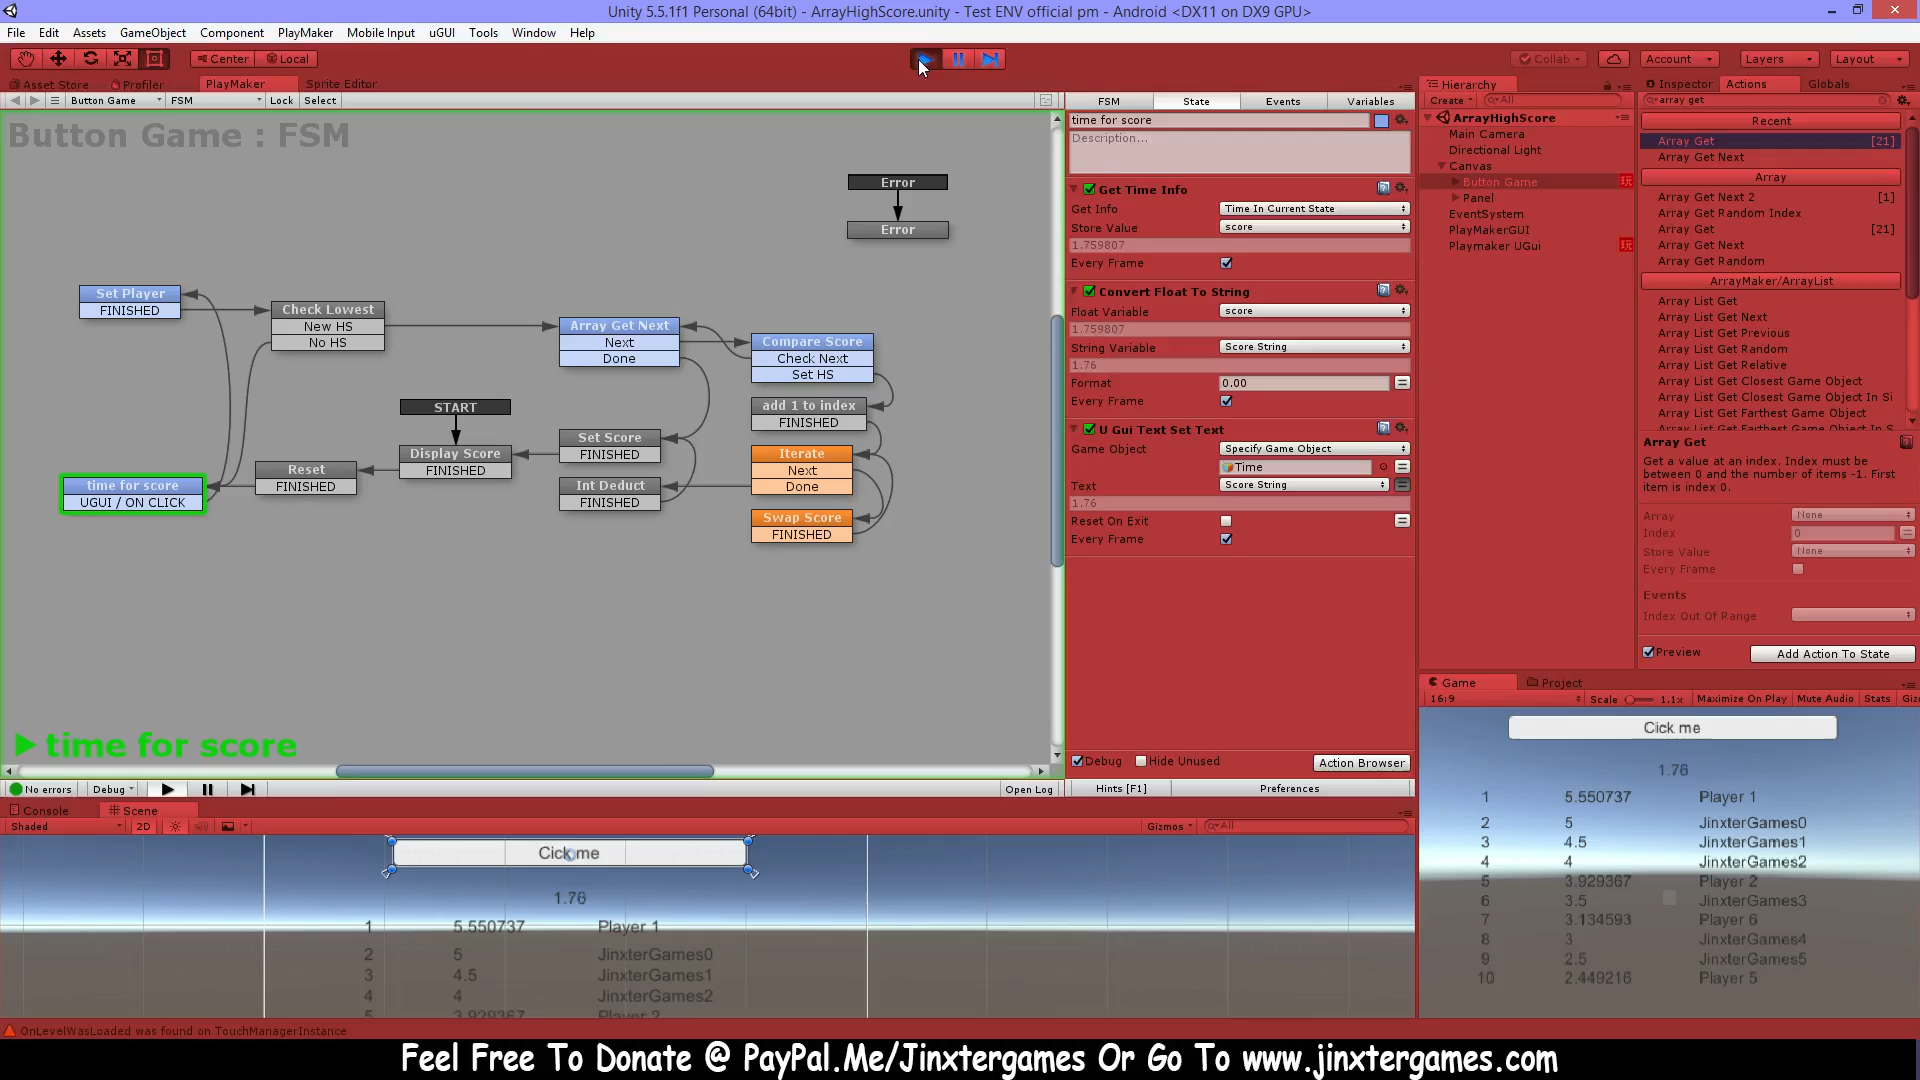 Unity 5.5.1f1 Personal (64bit) - ArrayHighScore.unity - Test ENV official pm - Android <DX11 on DX9 GPU>
File Edit Assets GameObject Component PlayMaker Mobile Input uGUI Tools Window Help
Center Local Collab Account Layers Layout
Asset Store Profiler PlayMaker Sprite Editor
Button Game FSM Lock Select
Button Game : FSM
Error
Error
Set Player
FINISHED
Check Lowest
New HS
No HS
Array Get Next
Next
Done
Compare Score
Check Next
Set HS
add 1 to index
FINISHED
START
Display Score
FINISHED
Set Score
FINISHED
Iterate
Next
Done
Reset
FINISHED
time for score
UGUI / ON CLICK
Int Deduct
FINISHED
Swap Score
FINISHED
time for score
No errors Debug Open Log
FSM State Events Variables
time for score
Description...
Get Time Info
Get Info Time In Current State
Store Value score
1.759807
Every Frame
Convert Float To String
Float Variable score
1.759807
String Variable Score String
1.76
Format 0.00
Every Frame
U Gui Text Set Text
Game Object Specify Game Object
Time
Text Score String
1.76
Reset On Exit
Every Frame
Debug Hide Unused Action Browser
Hints [F1] Preferences
Hierarchy
Create All
ArrayHighScore
Main Camera
Directional Light
Canvas
Button Game
Panel
EventSystem
PlayMakerGUI
Playmaker UGui
Inspector Actions Globals
array get
Recent
Array Get [21]
Array Get Next
Array
Array Get Next 2 [1]
Array Get Random Index
Array Get [21]
Array Get Next
Array Get Random
ArrayMaker/ArrayList
Array List Get
Array List Get Next
Array List Get Previous
Array List Get Random
Array List Get Relative
Array List Get Closest Game Object
Array List Get Closest Game Object In Si
Array List Get Farthest Game Object
Array List Get Farthest Game Object In S
Array Get
Get a value at an index. Index must be
between 0 and the number of items -1. First
item is index 0.
Array None
Index 0
Store Value None
Every Frame
Events
Index Out Of Range
Preview Add Action To State
Game Project
16:9 Scale 1.1x Maximize On Play Mute Audio Stats Giz
Cick me
1.76
1 5.550737 Player 1
2 5 JinxterGames0
3 4.5 JinxterGames1
4 4 JinxterGames2
5 3.929367 Player 2
6 3.5 JinxterGames3
7 3.134593 Player 6
8 3 JinxterGames4
9 2.5 JinxterGames5
10 2.449216 Player 5
Console Scene
Shaded 2D Gizmos All
Cick me
1.76
1 5.550737 Player 1
2 5 JinxterGames0
3 4.5 JinxterGames1
4 4 JinxterGames2
5 3.929367 Player 2
OnLevelWasLoaded was found on TouchManagerInstance
Feel Free To Donate @ PayPal.Me/Jinxtergames Or Go To www.jinxtergames.com